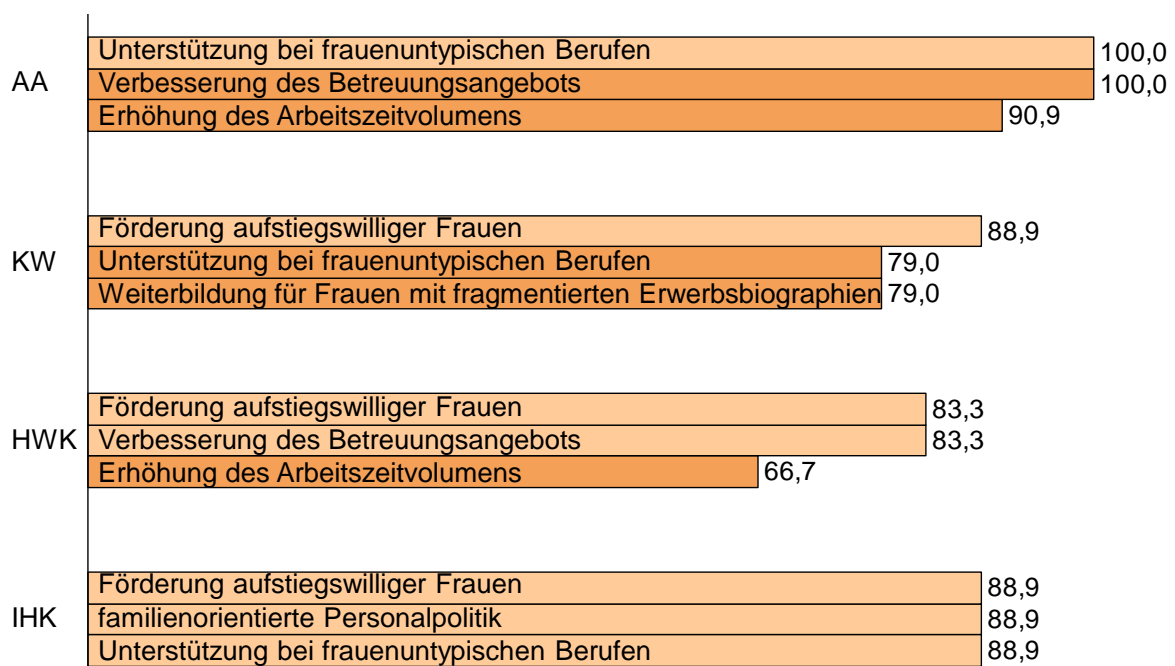 Unterstützung bei frauenuntypischen Berufen 100,0
AA Verbesserung des Betreuungsangebots 100,0
Erhöhung des Arbeitszeitvolumens 90,9
Förderung aufstiegswilliger Frauen 88,9
KW Unterstützung bei frauenuntypischen Berufen 79,0
Weiterbildung für Frauen mit fragmentierten Erwerbsbiographien 79,0
Förderung aufstiegswilliger Frauen 83,3
HWK Verbesserung des Betreuungsangebots 83,3
Erhöhung des Arbeitszeitvolumens 66,7
Förderung aufstiegswilliger Frauen 88,9
IHK familienorientierte Personalpolitik 88,9
Unterstützung bei frauenuntypischen Berufen 88,9